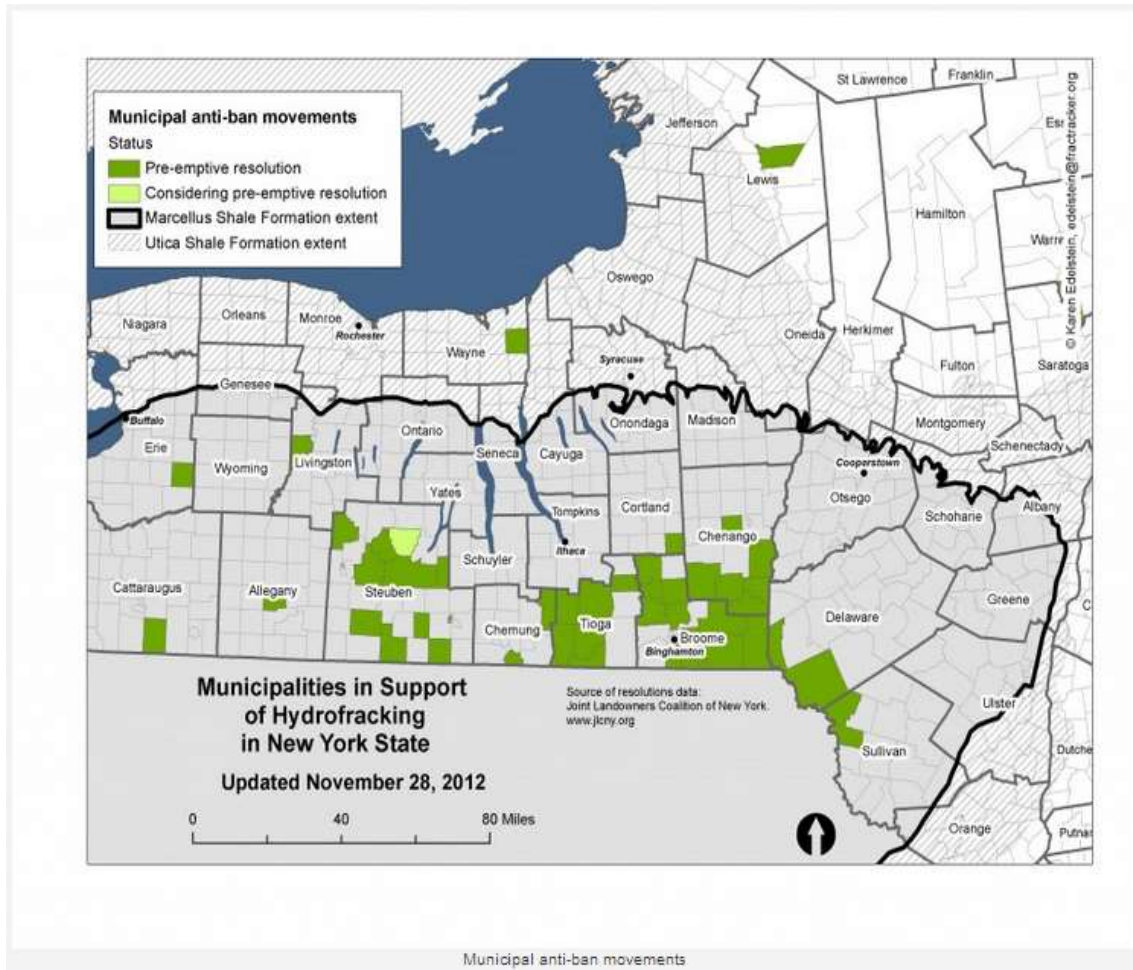 Municipal anti-ban movements
Status
Pre-emptive resolution
Considering pre-emptive resolution
Marcellus Shale Formation extent
Utica Shale Formation extent
© Karen Edelstein, edelstein@fractracker.org
St Lawrence
Franklin
Jefferson
Lewis
Hamilton
Warr
Oswego
Niagara
Orleans
Monroe
Rochester
Wayne
Oneida
Herkimer
Fulton
Saratoga
Syracuse
Genesee
Montgomery
Schenectady
Buffalo
Erie
Wyoming
Livingston
Ontario
Seneca
Cayuga
Onondaga
Madison
Cooperstown
Otsego
Schoharie
Albany
Yates
Tompkins
Cortland
Chenango
Cattaraugus
Allegany
Steuben
Schuyler
Ithaca
Delaware
Greene
Chemung
Tioga
Broome
Binghamton
Ulster
Sullivan
Dutche
Orange
Putna
Municipalities in Support
of Hydrofracking
in New York State
Updated November 28, 2012
Source of resolutions data:
Joint Landowners Coalition of New York.
www.jlcny.org
0 40 80 Miles
Municipal anti-ban movements